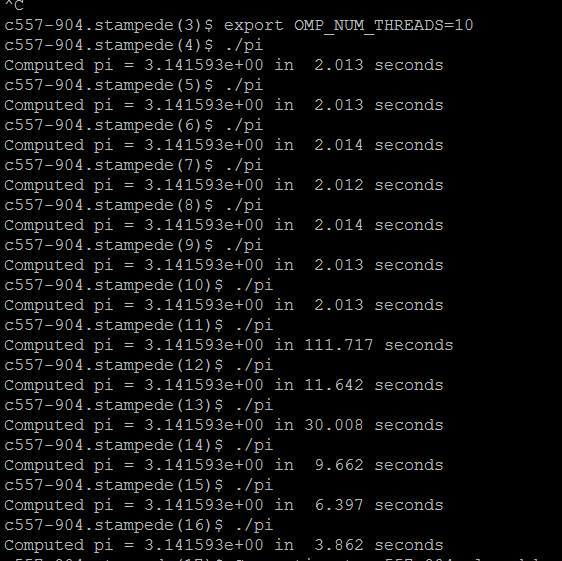 ^C
c557-904.stampede(3)$ export OMP_NUM_THREADS=10
c557-904.stampede(4)$ ./pi
Computed pi = 3.141593e+00 in  2.013 seconds
c557-904.stampede(5)$ ./pi
Computed pi = 3.141593e+00 in  2.013 seconds
c557-904.stampede(6)$ ./pi
Computed pi = 3.141593e+00 in  2.014 seconds
c557-904.stampede(7)$ ./pi
Computed pi = 3.141593e+00 in  2.012 seconds
c557-904.stampede(8)$ ./pi
Computed pi = 3.141593e+00 in  2.014 seconds
c557-904.stampede(9)$ ./pi
Computed pi = 3.141593e+00 in  2.013 seconds
c557-904.stampede(10)$ ./pi
Computed pi = 3.141593e+00 in  2.013 seconds
c557-904.stampede(11)$ ./pi
Computed pi = 3.141593e+00 in 111.717 seconds
c557-904.stampede(12)$ ./pi
Computed pi = 3.141593e+00 in 11.642 seconds
c557-904.stampede(13)$ ./pi
Computed pi = 3.141593e+00 in 30.008 seconds
c557-904.stampede(14)$ ./pi
Computed pi = 3.141593e+00 in  9.662 seconds
c557-904.stampede(15)$ ./pi
Computed pi = 3.141593e+00 in  6.397 seconds
c557-904.stampede(16)$ ./pi
Computed pi = 3.141593e+00 in  3.862 seconds